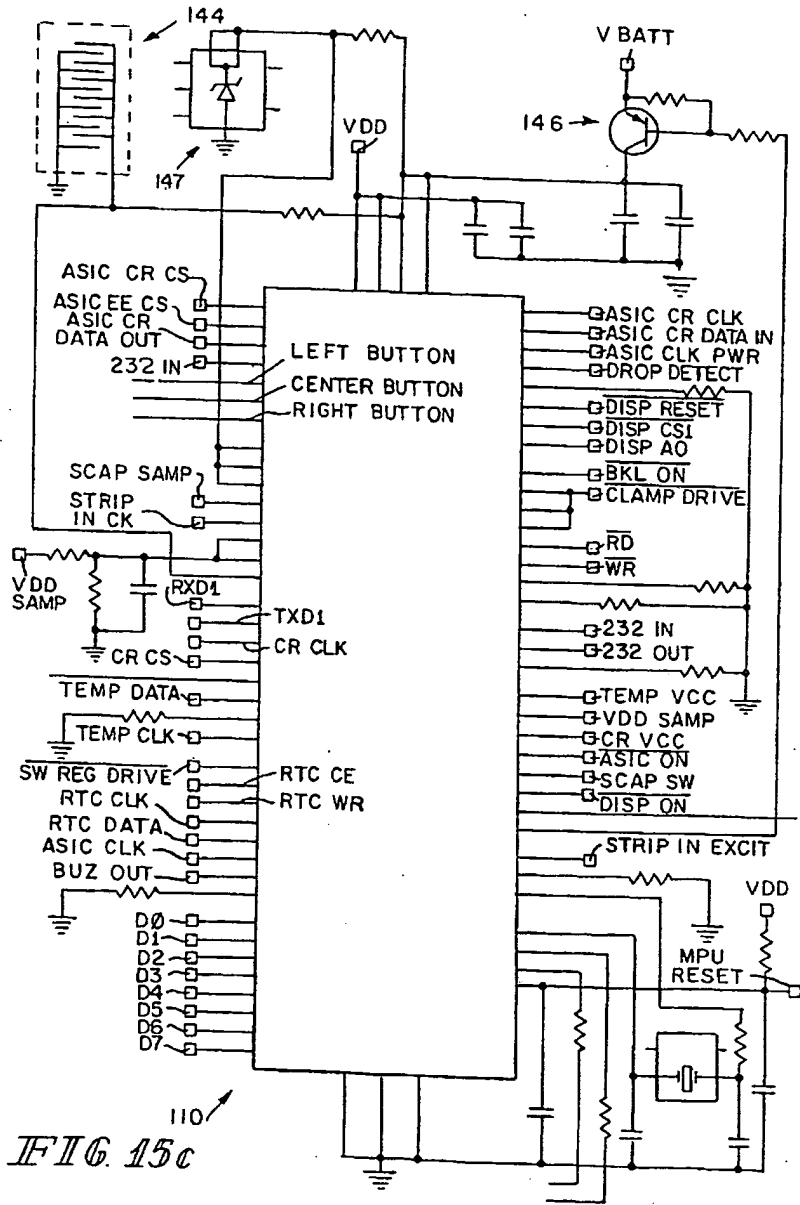 144
V BATT
146
VDD
147
ASIC CR CS
ASIC EE CS
ASIC CR
DATA OUT
232 IN
LEFT BUTTON
CENTER BUTTON
RIGHT BUTTON
SCAP SAMP
STRIP
IN CK
VDD
SAMP
RXD1
TXD1
CR CLK
CR CS
TEMP DATA
TEMP CLK
SW REG DRIVE
RTC CE
RTC WR
RTC CLK
RTC DATA
ASIC CLK
BUZ OUT
D0
D1
D2
D3
D4
D5
D6
D7
ASIC CR CLK
ASIC CR DATA IN
ASIC CLK PWR
DROP DETECT
DISP RESET
DISP CS1
DISP A0
BKL ON
CLAMP DRIVE
RD
WR
232 IN
232 OUT
TEMP VCC
VDD SAMP
CR VCC
ASIC ON
SCAP SW
DISP ON
STRIP IN EXCIT
VDD
MPU
RESET
110
FIG. 15c